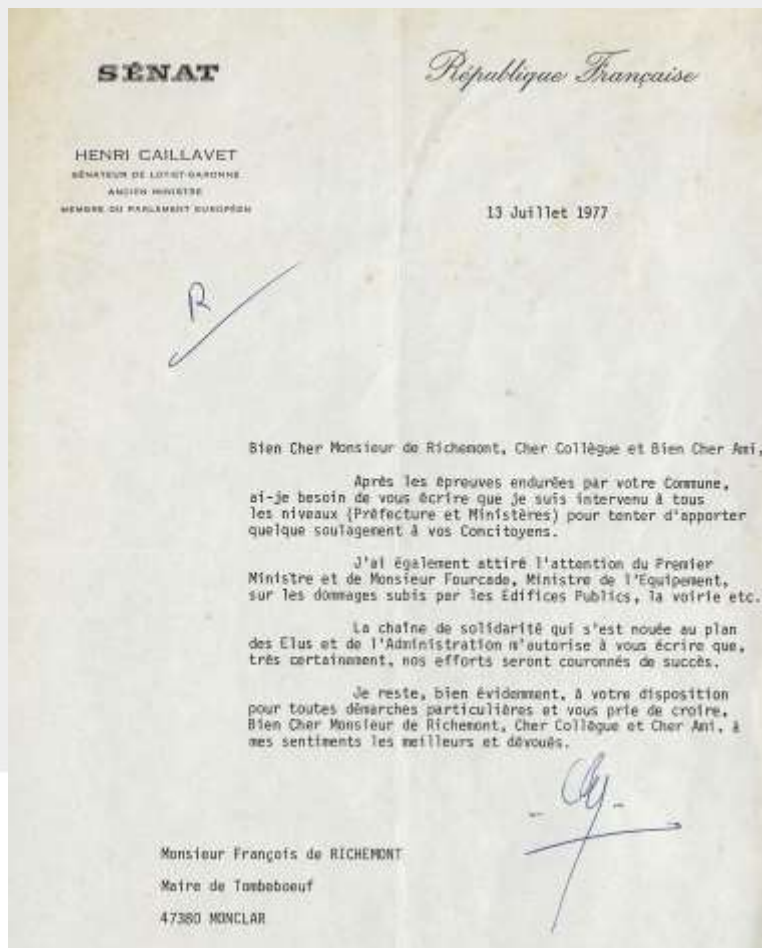 SÉNAT
République Française
HENRI CAILLAVET
SÉNATEUR DE LOT-ET-GARONNE
ANCIEN MINISTRE
MEMBRE DU PARLEMENT EUROPÉEN
13 Juillet 1977
R
Bien Cher Monsieur de Richemont, Cher Collègue et Bien Cher Ami,
Après les épreuves endurées par votre Commune,
ai-je besoin de vous écrire que je suis intervenu à tous
les niveaux (Préfecture et Ministères) pour tenter d'apporter
quelque soulagement à vos Concitoyens.
J'ai également attiré l'attention du Premier
Ministre et de Monsieur Fourcade, Ministre de l'Equipement,
sur les dommages subis par les Edifices Publics, la voirie etc.
La chaîne de solidarité qui s'est nouée au plan
des Elus et de l'Administration m'autorise à vous écrire que,
très certainement, nos efforts seront couronnés de succès.
Je reste, bien évidemment, à votre disposition
pour toutes démarches particulières et vous prie de croire,
Bien Cher Monsieur de Richemont, Cher Collègue et Cher Ami, à
mes sentiments les meilleurs et dévoués.
Monsieur François de RICHEMONT
Maire de Tombeboeuf
47380 MONCLAR